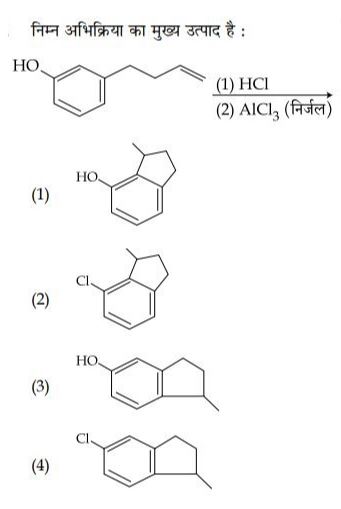 निम्न अभिक्रिया का मुख्य उत्पाद है :
HO
(1) HCl
(2) AlCl₃ (निर्जल)
HO
(1)
Cl
(2)
HO
(3)
Cl
(4)